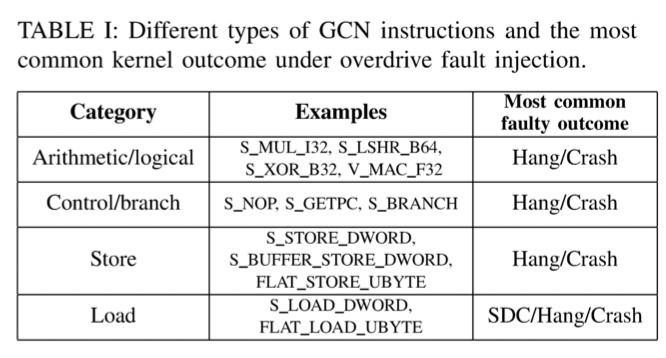 TABLE I: Different types of GCN instructions and the most
common kernel outcome under overdrive fault injection.
Category Examples Most common
faulty outcome
Arithmetic/logical S_MUL_I32, S_LSHR_B64,
S_XOR_B32, V_MAC_F32 Hang/Crash
Control/branch S_NOP, S_GETPC, S_BRANCH Hang/Crash
Store S_STORE_DWORD,
S_BUFFER_STORE_DWORD,
FLAT_STORE_UBYTE Hang/Crash
Load S_LOAD_DWORD,
FLAT_LOAD_UBYTE SDC/Hang/Crash